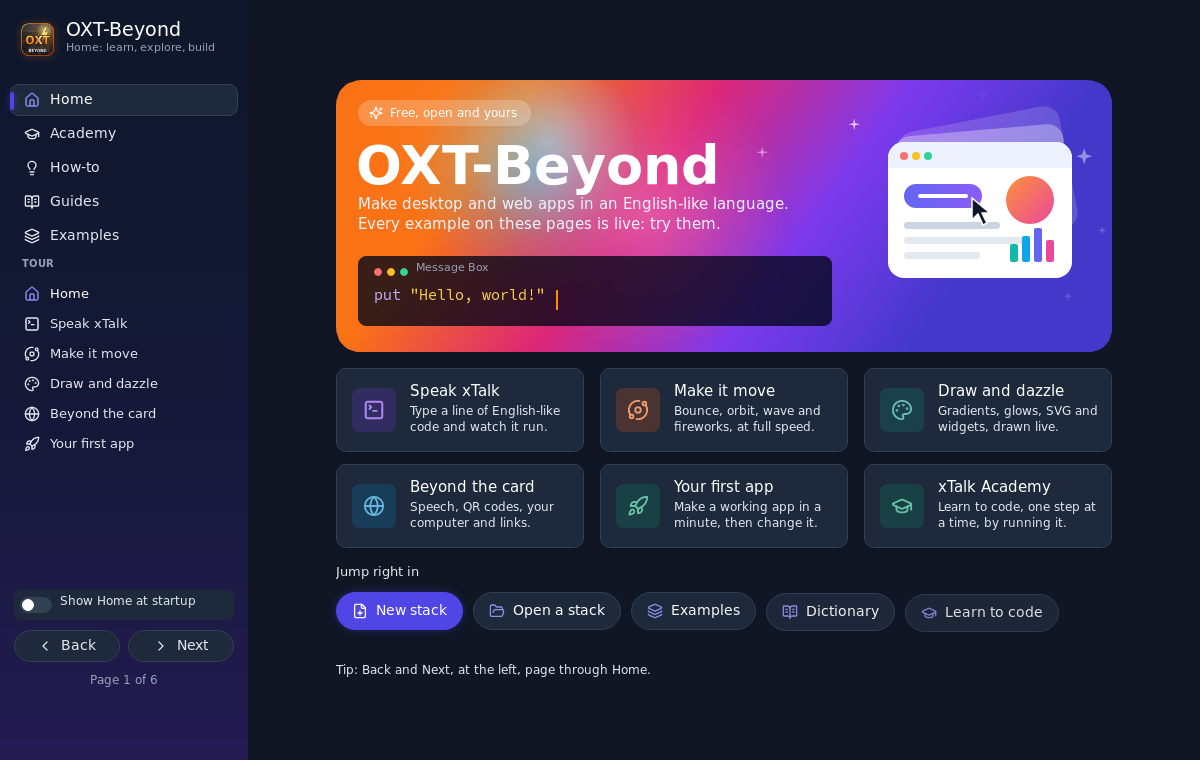 OXT
BEYOND
OXT-Beyond
Home: learn, explore, build
Home
Academy
How-to
Guides
Examples
TOUR
Home
Speak xTalk
Make it move
Draw and dazzle
Beyond the card
Your first app
Show Home at startup
Back
Next
Page 1 of 6
Free, open and yours
OXT-Beyond
Make desktop and web apps in an English-like language.
Every example on these pages is live: try them.
Message Box
put "Hello, world!"
Speak xTalk
Type a line of English-like
code and watch it run.
Make it move
Bounce, orbit, wave and
fireworks, at full speed.
Draw and dazzle
Gradients, glows, SVG and
widgets, drawn live.
Beyond the card
Speech, QR codes, your
computer and links.
Your first app
Make a working app in a
minute, then change it.
xTalk Academy
Learn to code, one step at
a time, by running it.
Jump right in
New stack
Open a stack
Examples
Dictionary
Learn to code
Tip: Back and Next, at the left, page through Home.